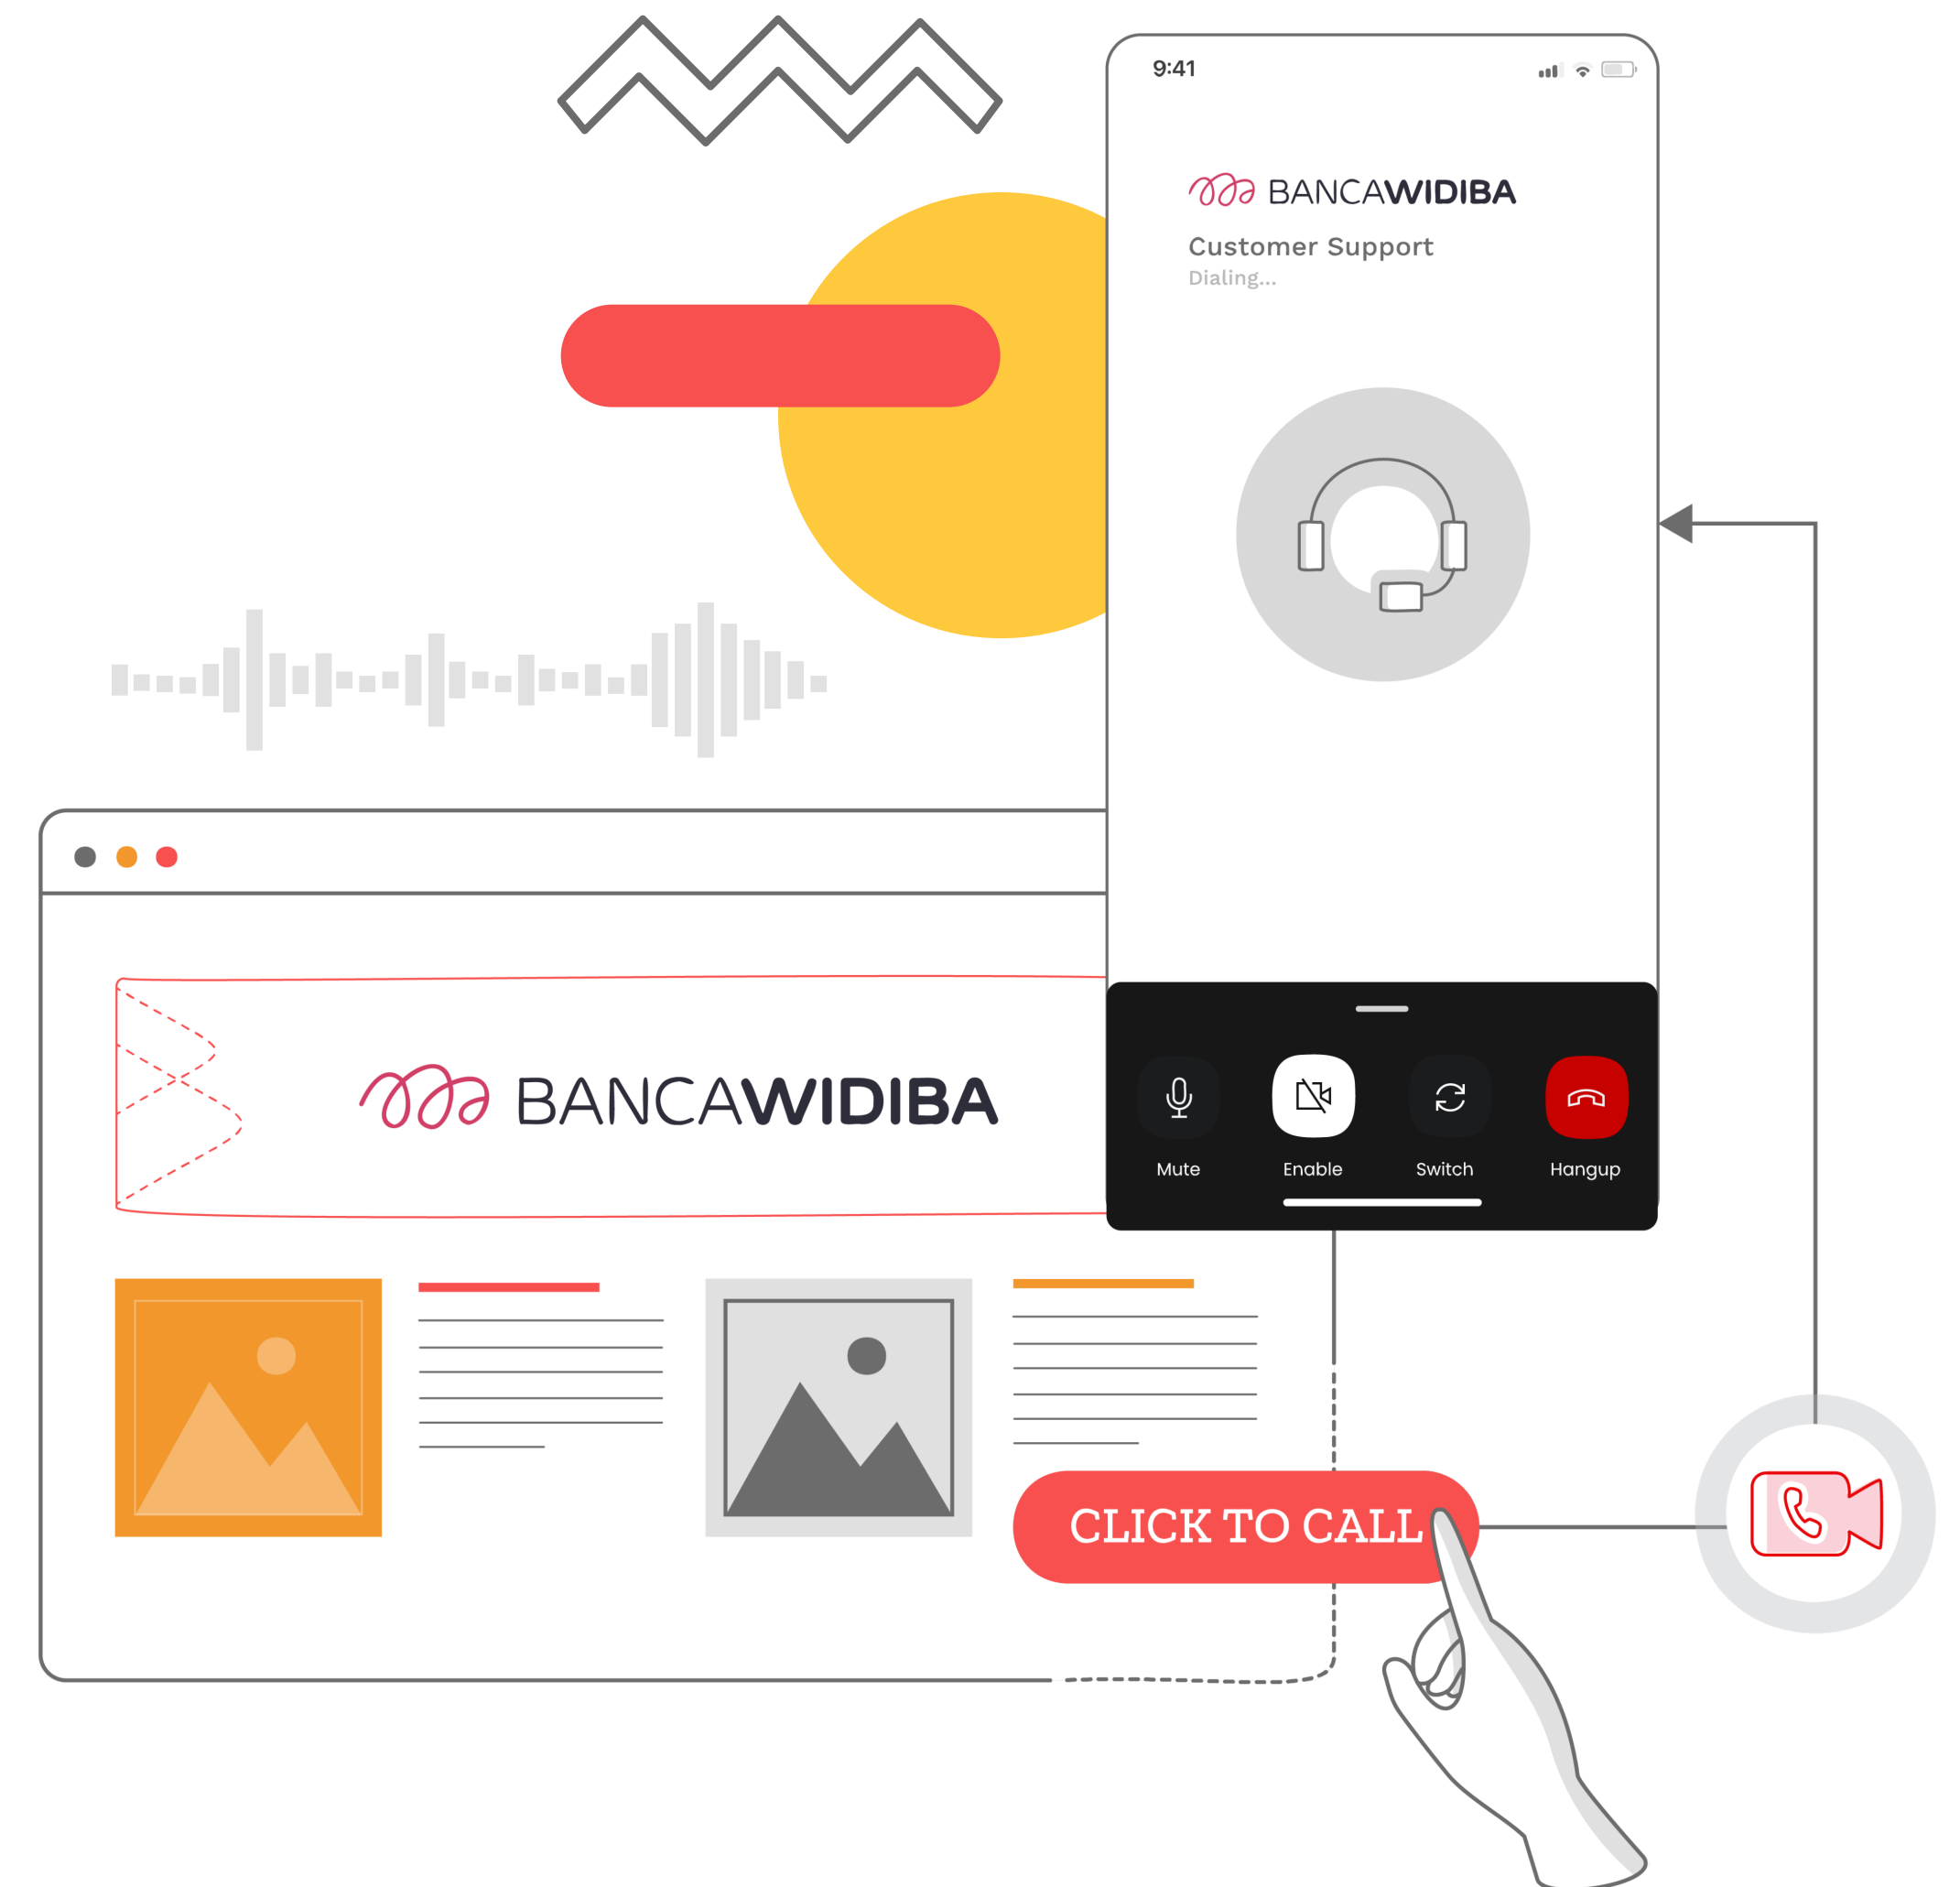 9:41
BANCAWIDIBA
Customer Support
Dialing...
BANCAWIDIBA
Mute Enable Switch Hangup
CLICK TO CALL